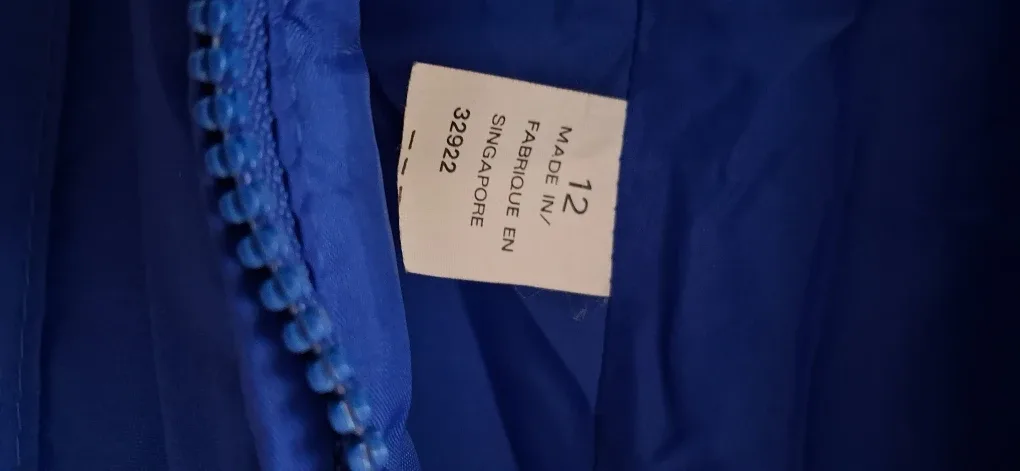 12
MADE IN/
FABRIQUE EN
SINGAPORE
32922